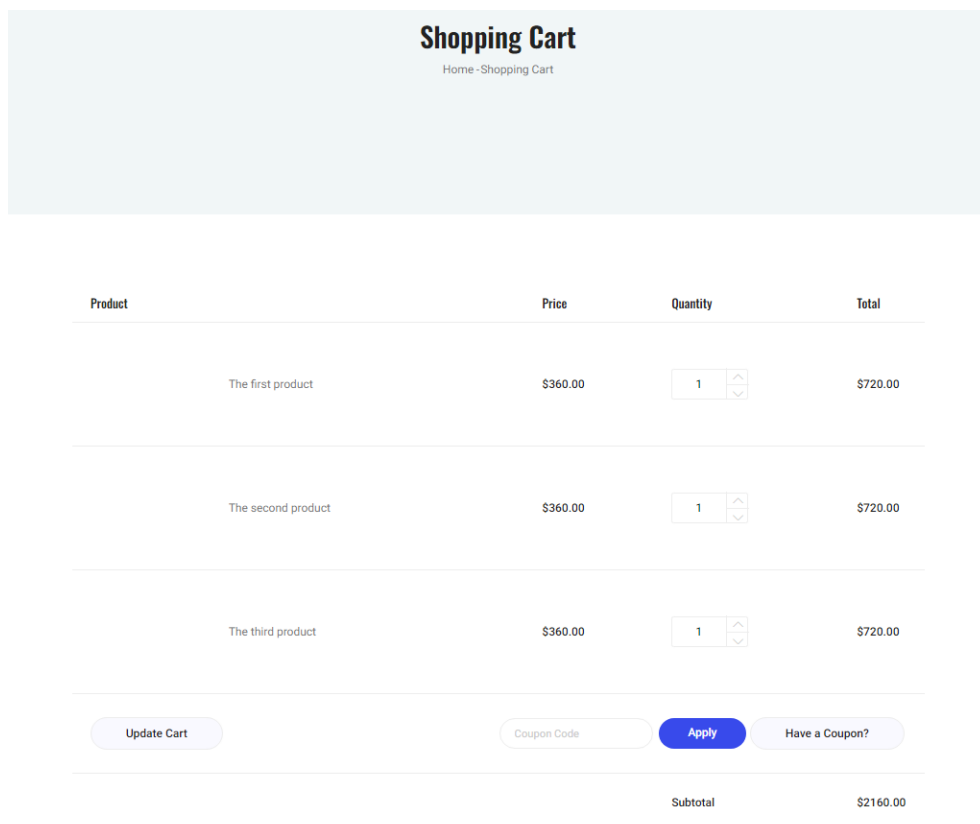 Shopping Cart
Home - Shopping Cart
Product Price Quantity Total
The first product $360.00 1 $720.00
The second product $360.00 1 $720.00
The third product $360.00 1 $720.00
Update Cart Coupon Code Apply Have a Coupon?
Subtotal $2160.00